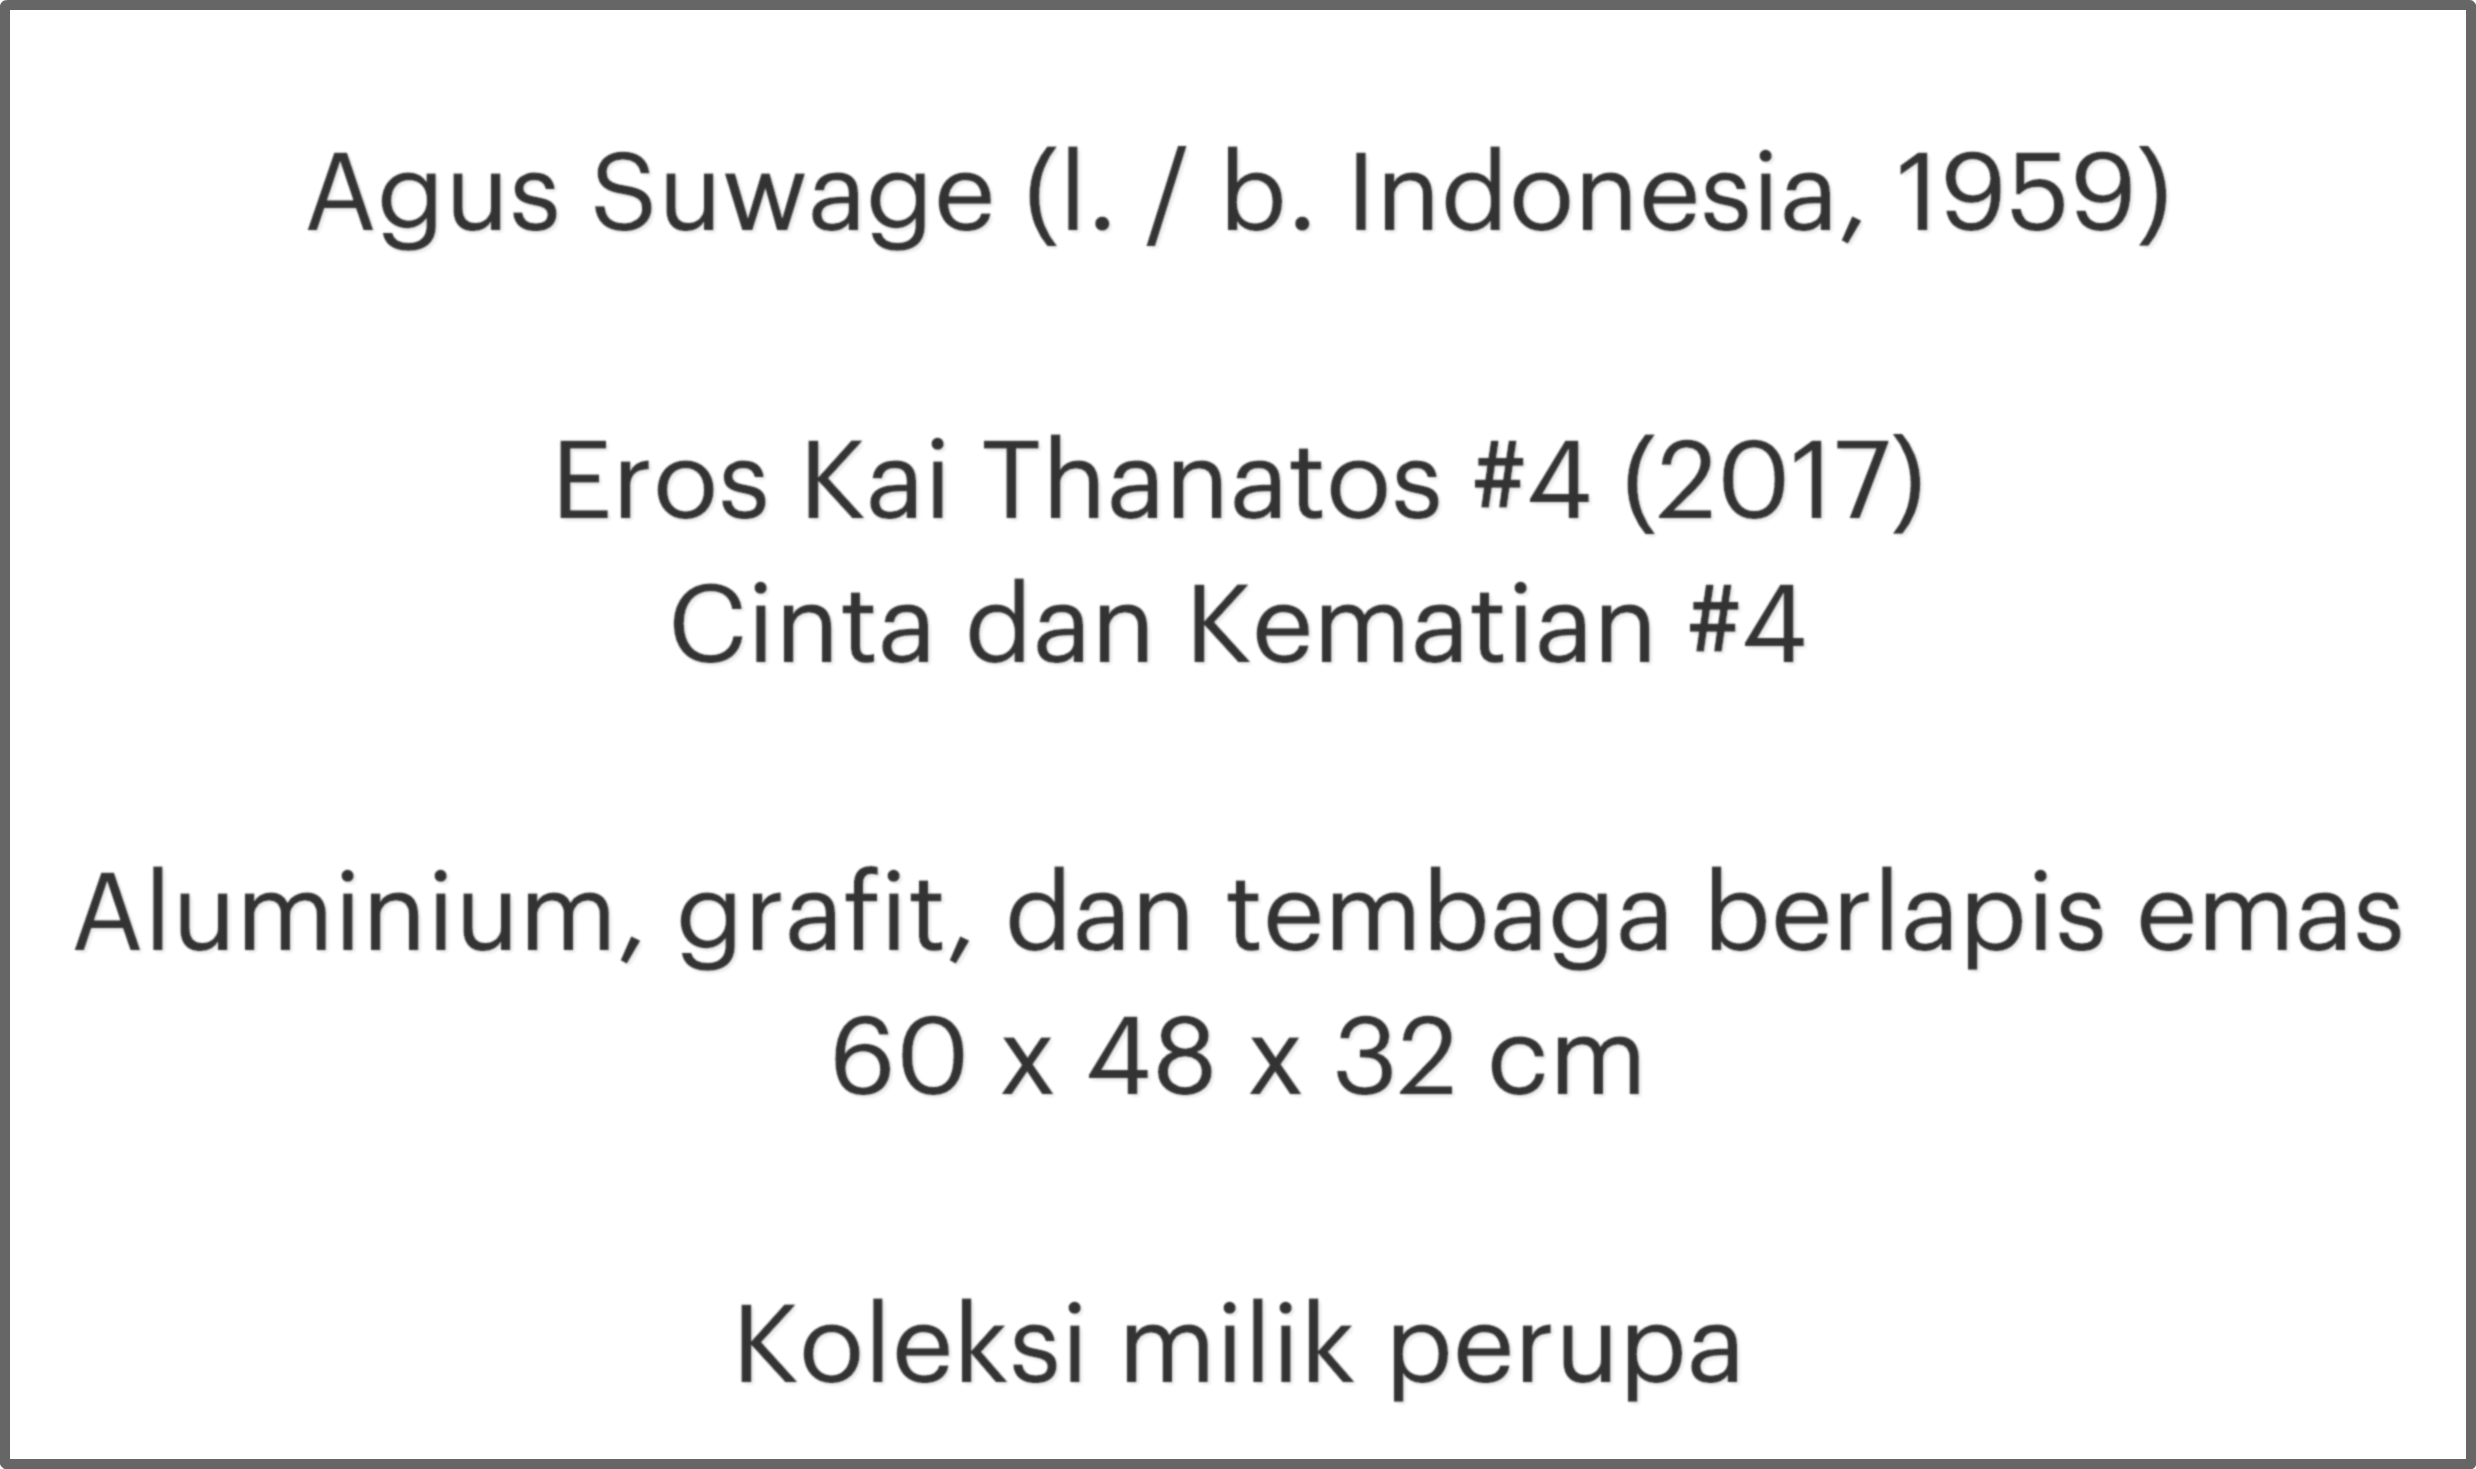 Agus Suwage (l. / b. Indonesia, 1959)
Eros Kai Thanatos #4 (2017)
Cinta dan Kematian #4
Aluminium, grafit, dan tembaga berlapis emas
60 x 48 x 32 cm
Koleksi milik perupa